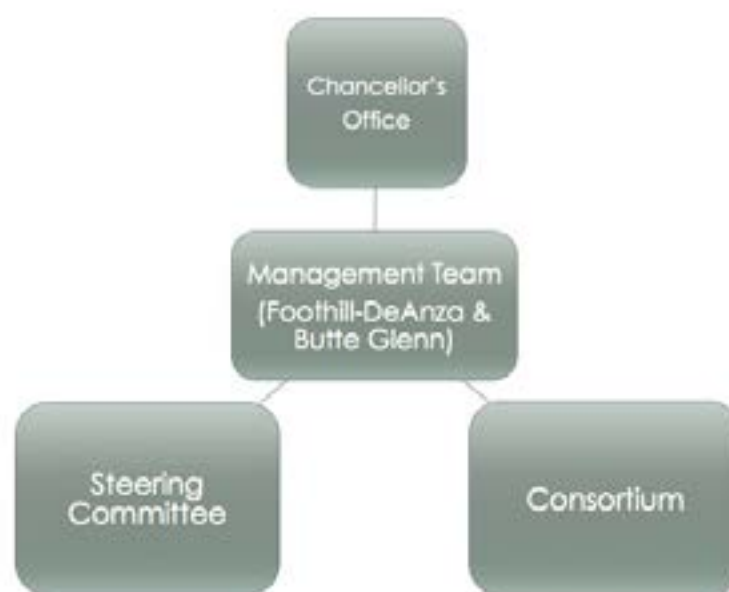 Chancellor's
Office
Management Team
(Foothill-DeAnza &
Butte Glenn)
Steering
Committee
Consortium